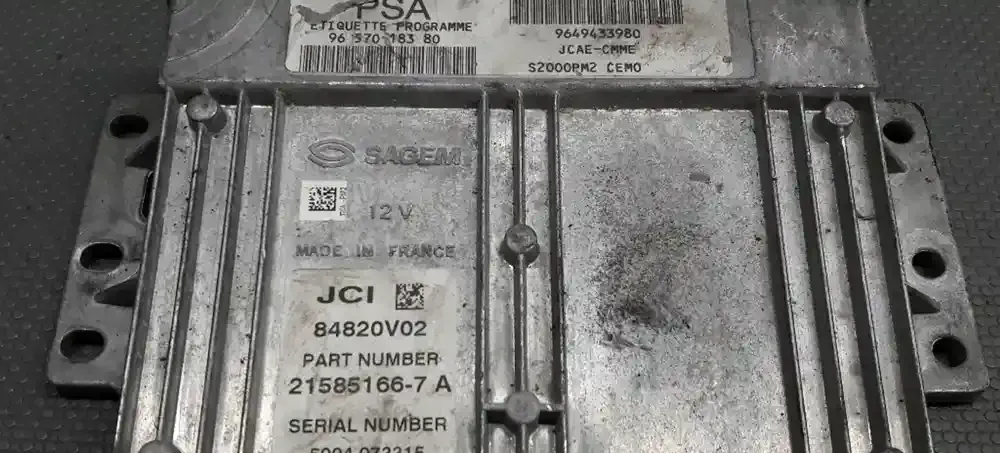 PSA
ETIQUETTE PROGRAMME
96 570 183 80
9649433980
JCAE-CMME
S2000PM2 CEMO
SAGEM
12 V
MADE IN FRANCE
JCI
84820V02
PART NUMBER
21585166-7 A
SERIAL NUMBER